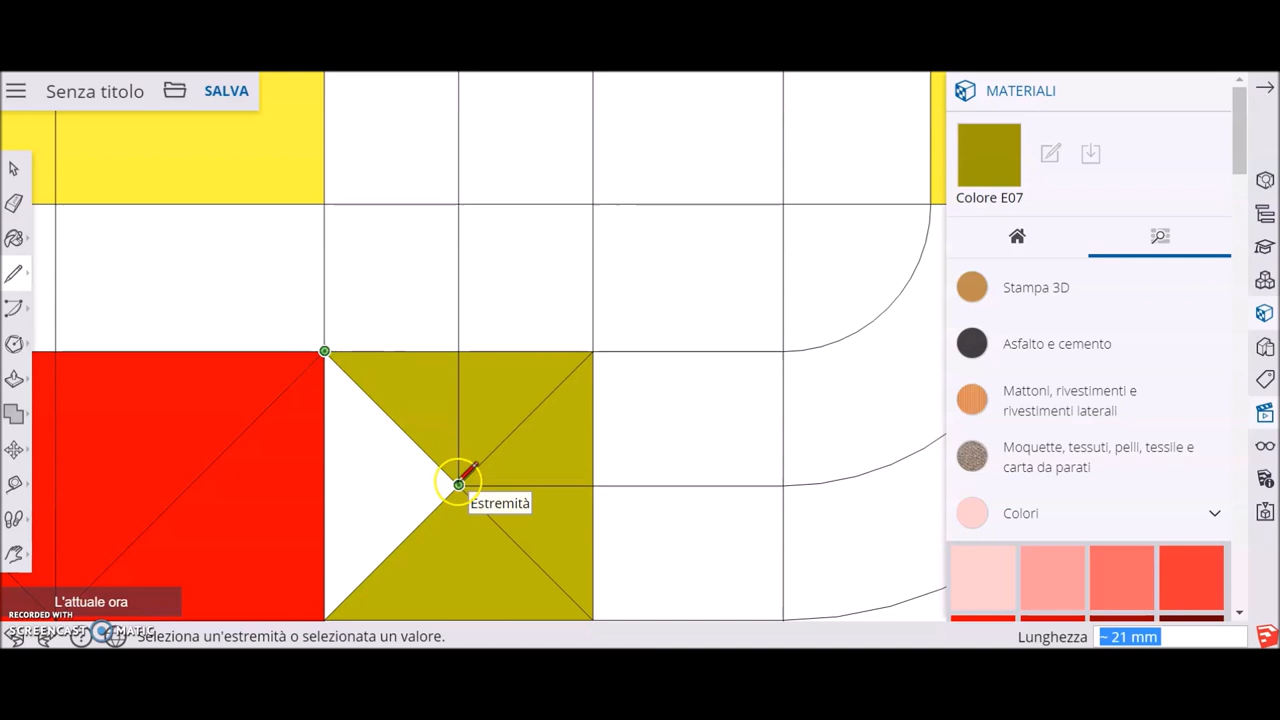 Senza titolo
SALVA
MATERIALI
Colore E07
Stampa 3D
Asfalto e cemento
Mattoni, rivestimenti e
rivestimenti laterali
Moquette, tessuti, pelli, tessile e
carta da parati
Colori
Estremità
L'attuale ora
RECORDED WITH
SCREENCAST MATIC
Seleziona un'estremità o selezionata un valore.
Lunghezza
~ 21 mm